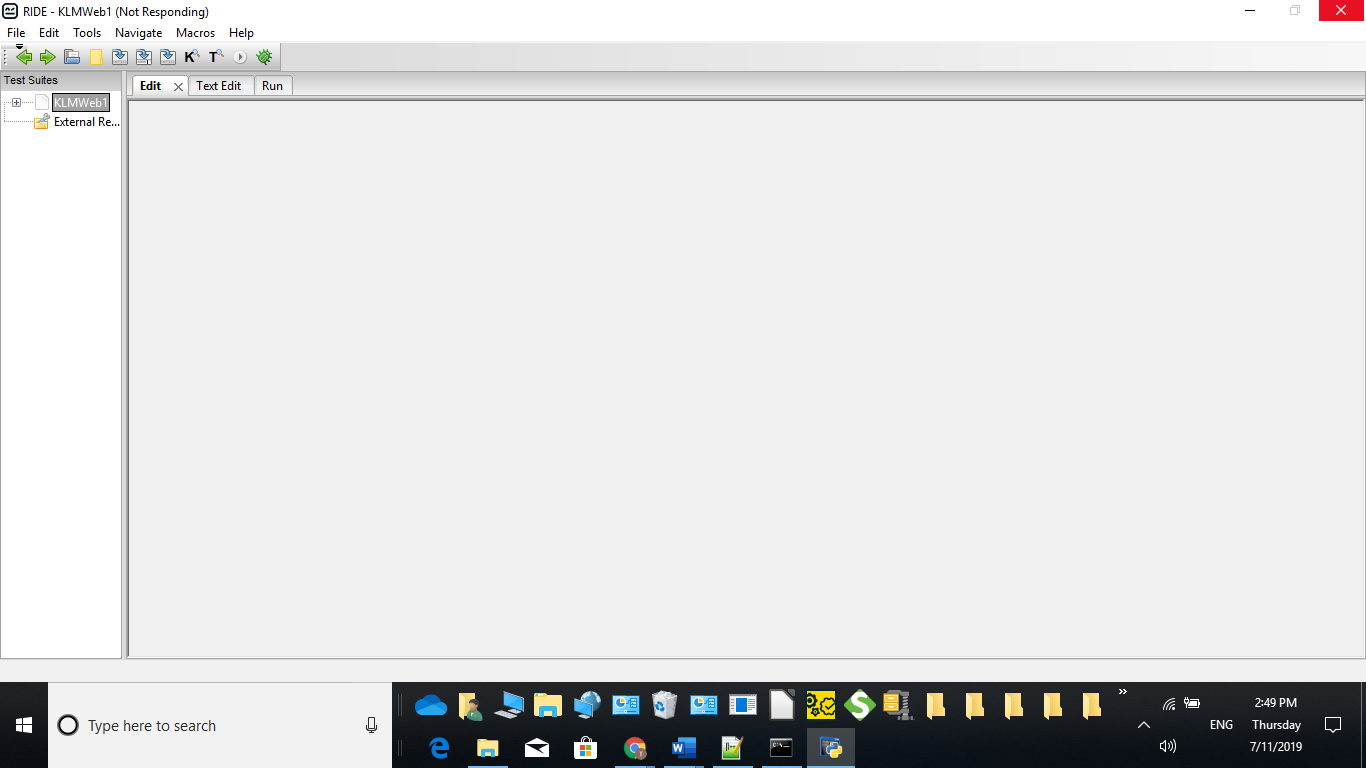 RIDE - KLMWeb1 (Not Responding)
File Edit Tools Navigate Macros Help
K T
Test Suites
Edit Text Edit Run
KLMWeb1
External Re...
Type here to search
2:49 PM
ENG Thursday
7/11/2019